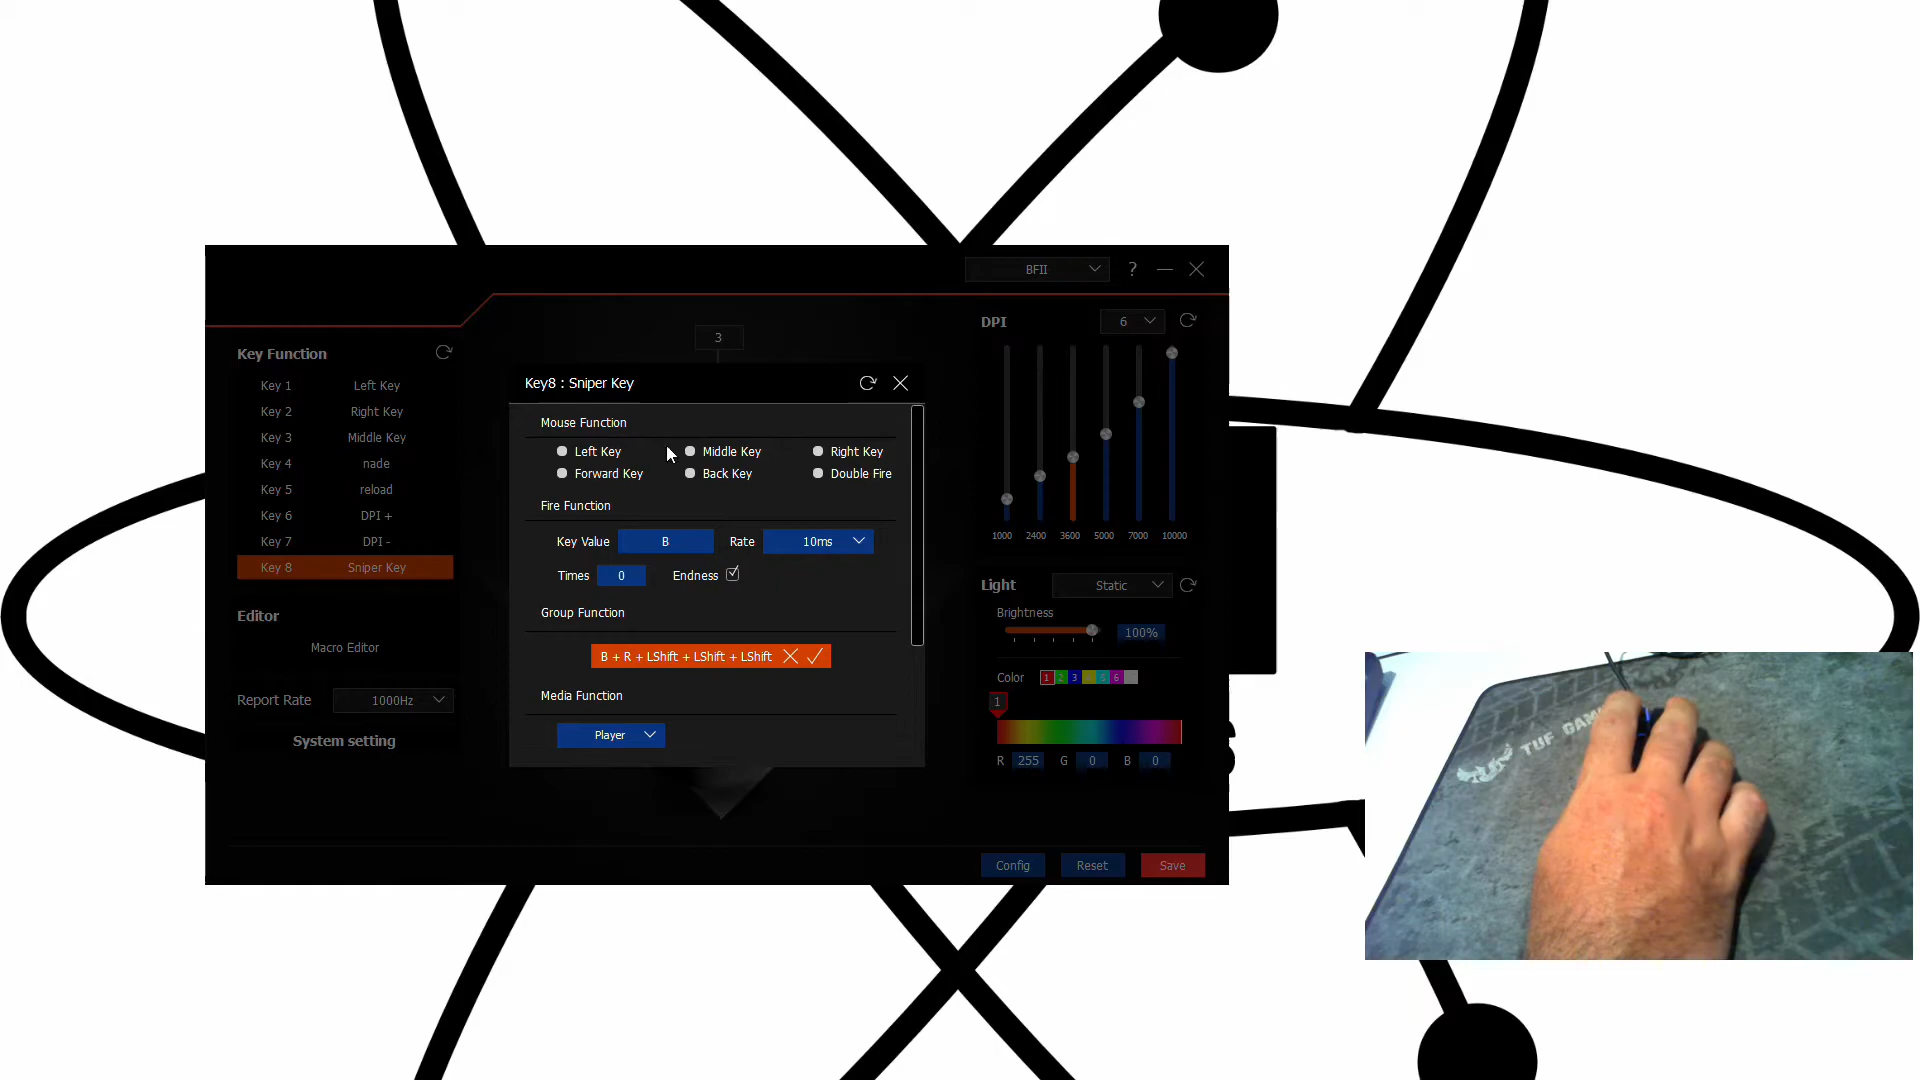 BFII ?
3
Key Function
Key 1 Left Key
Key 2 Right Key
Key 3 Middle Key
Key 4 nade
Key 5 reload
Key 6 DPI +
Key 7 DPI -
Key 8 Sniper Key
Editor
Macro Editor
Report Rate 1000Hz
System setting
Key8 : Sniper Key
Mouse Function
Left Key Middle Key Right Key
Forward Key Back Key Double Fire
Fire Function
Key Value B Rate 10ms
Times 0 Endness
Group Function
B + R + LShift + LShift + LShift
Media Function
Player
DPI 6
1000 2400 3600 5000 7000 10000
Light Static
Brightness
100%
Color 1 2 3 4 5 6
1
R 255 G 0 B 0
Config Reset Save
TUF GAM